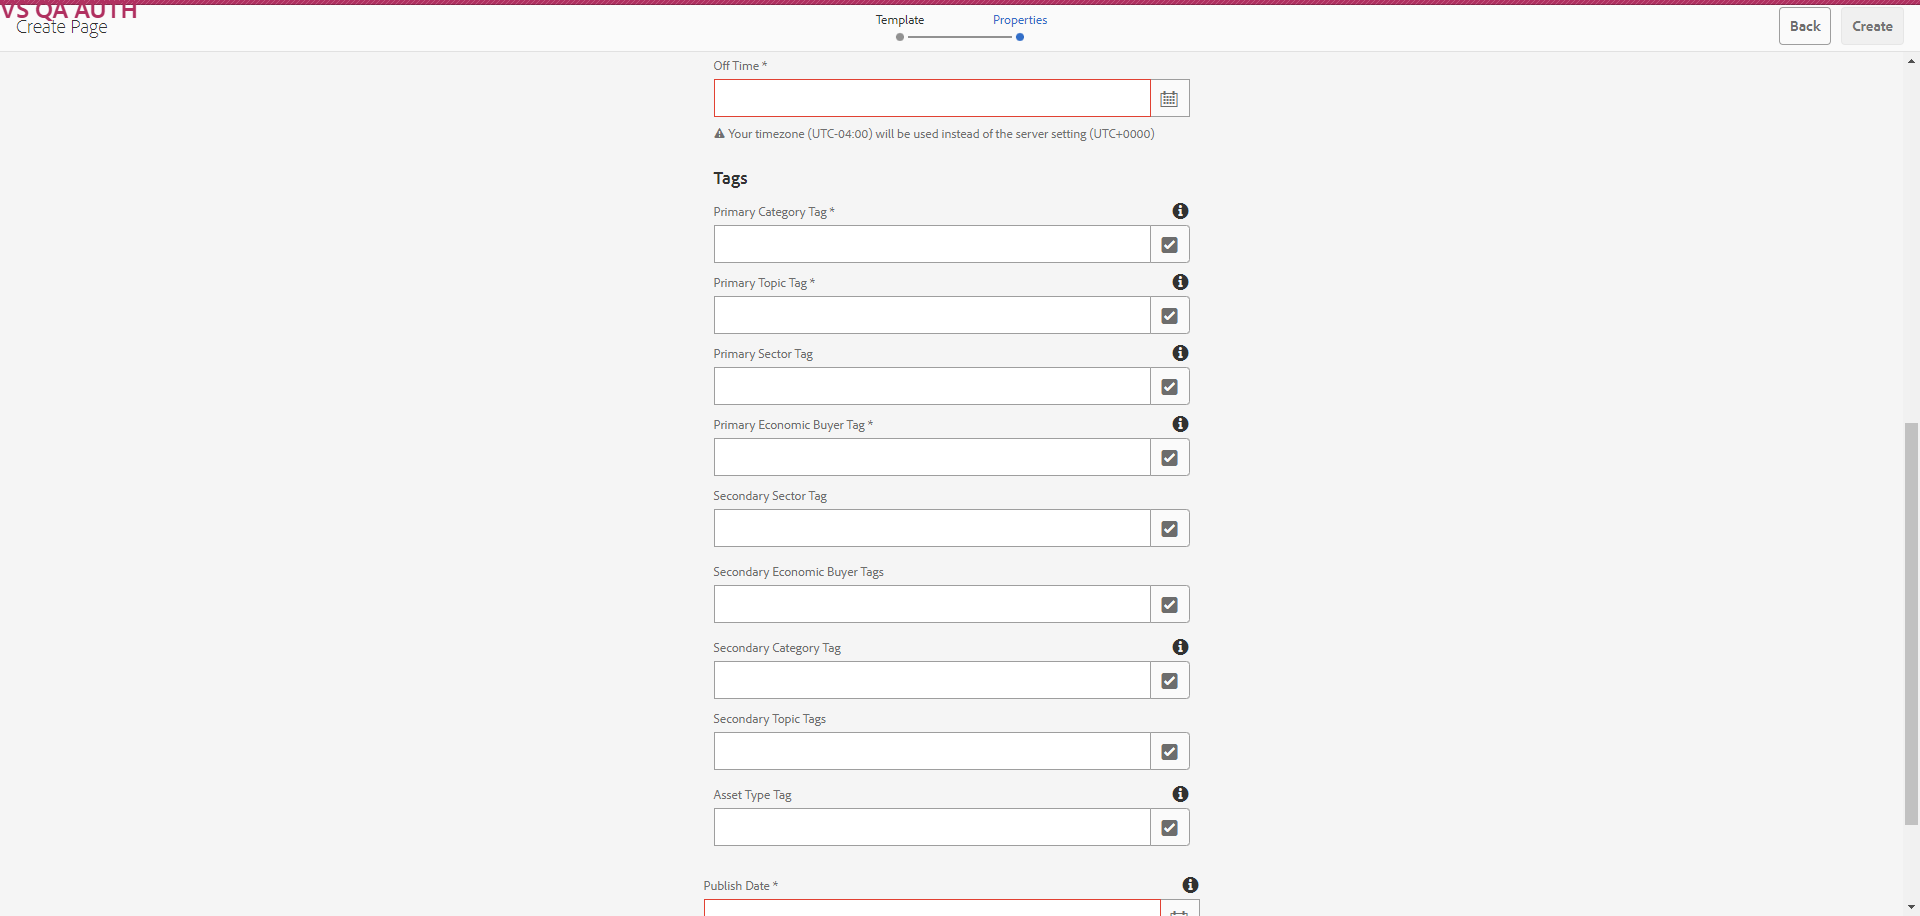 VS QA AUTH
Create Page
Template
Properties
Back
Create
Off Time *
Your timezone (UTC-04:00) will be used instead of the server setting (UTC+0000)
Tags
Primary Category Tag *
Primary Topic Tag *
Primary Sector Tag
Primary Economic Buyer Tag *
Secondary Sector Tag
Secondary Economic Buyer Tags
Secondary Category Tag
Secondary Topic Tags
Asset Type Tag
Publish Date *